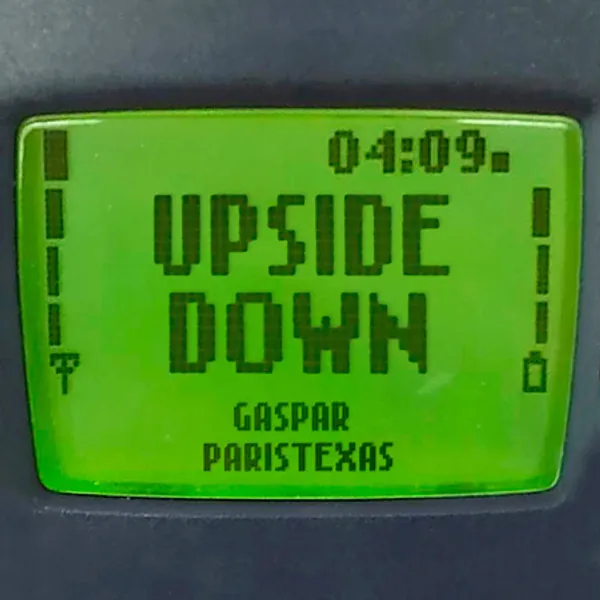 04:09.
UPSIDE
DOWN
GASPAR
PARISTEXAS